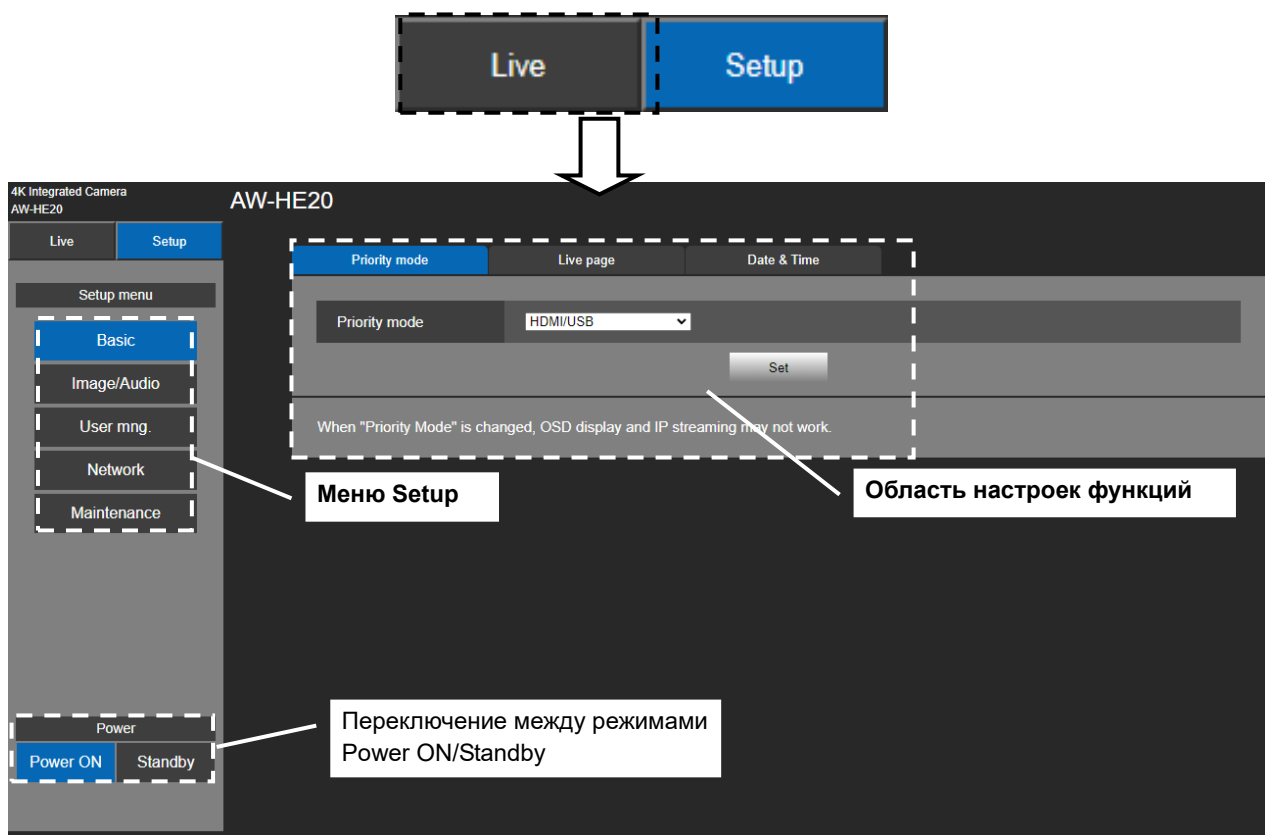 Live Setup
4K Integrated Camera
AW-HE20
AW-HE20
Live Setup
Priority mode Live page Date & Time
Setup menu
Basic
Image/Audio
User mng.
Network
Maintenance
Priority mode HDMI/USB
Set
When "Priority Mode" is changed, OSD display and IP streaming may not work.
Меню Setup
Область настроек функций
Power
Power ON Standby
Переключение между режимами
Power ON/Standby